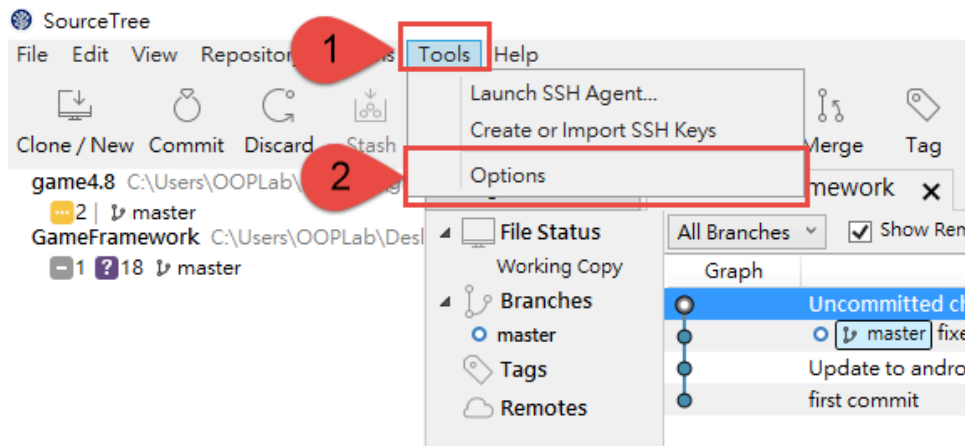 SourceTree
File Edit View Repository Tools Help
1
Launch SSH Agent...
Create or Import SSH Keys
Options
2
Clone / New Commit Discard Stash Merge Tag
game4.8 C:\Users\OOPLab\
2 | master
GameFramework C:\Users\OOPLab\Desl
1 ? 18 master
File Status
Working Copy
Branches
master
Tags
Remotes
mework
All Branches Show Rem
Graph
Uncommitted ch
master fixe
Update to andro
first commit